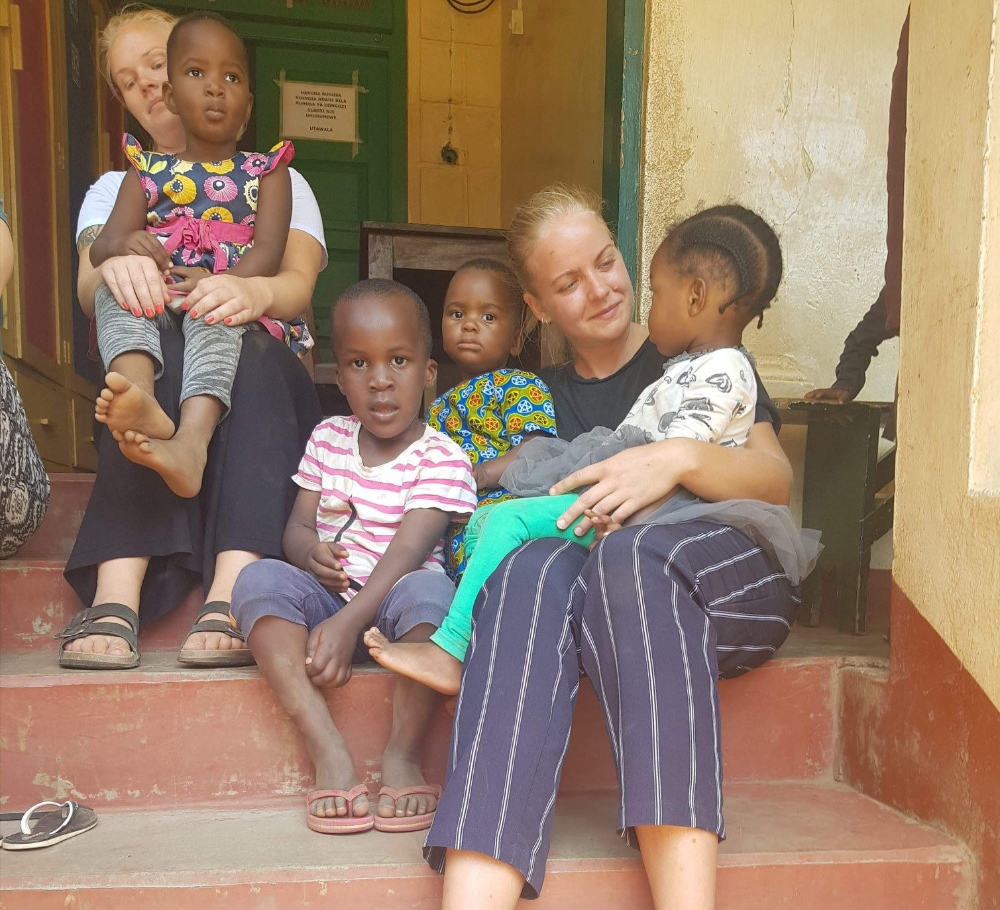 HAKUNA RUHUSA
KUINGIA NDANI BILA
RUHUSA YA UONGOZI
SUBIRI NJE
UHUDUMIWE
UTAWALA